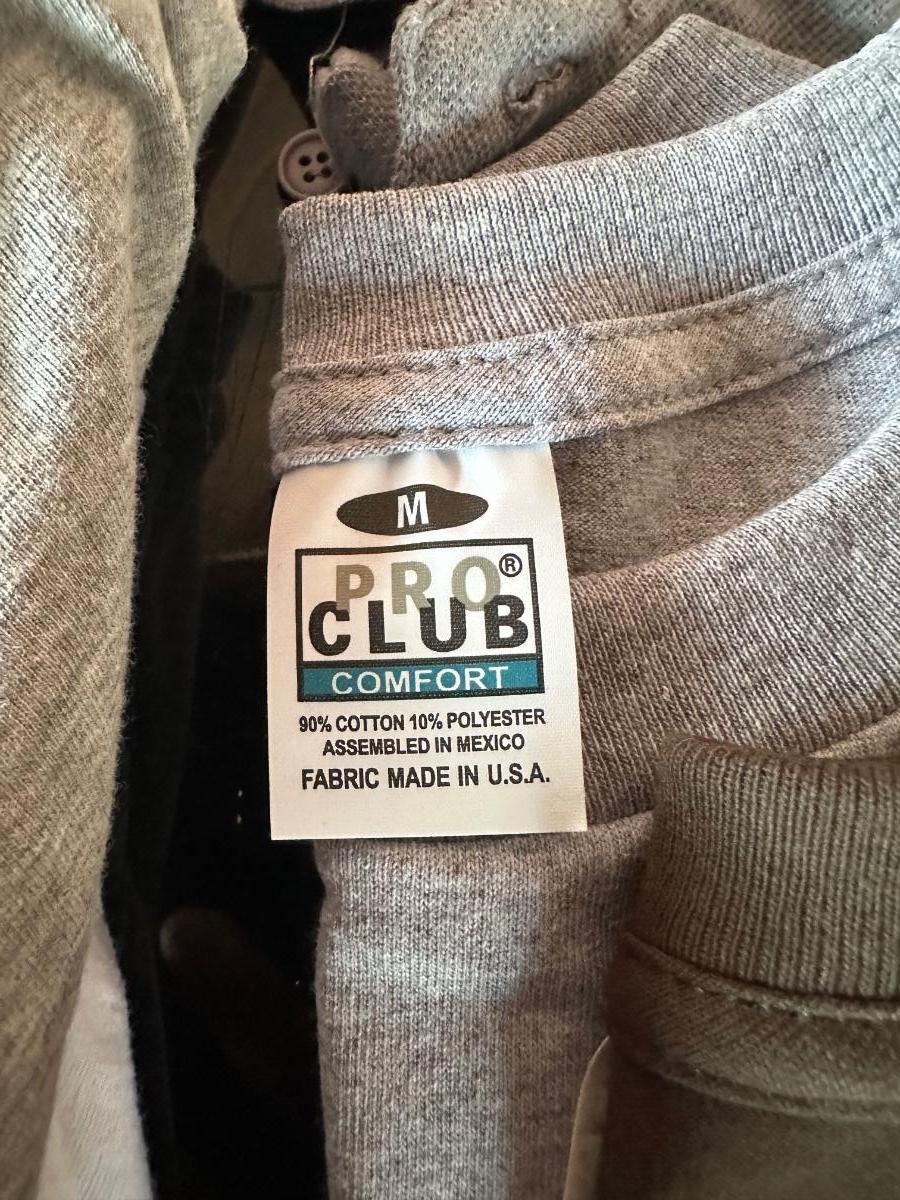 M
PRO®
CLUB
COMFORT
90% COTTON 10% POLYESTER
ASSEMBLED IN MEXICO
FABRIC MADE IN U.S.A.